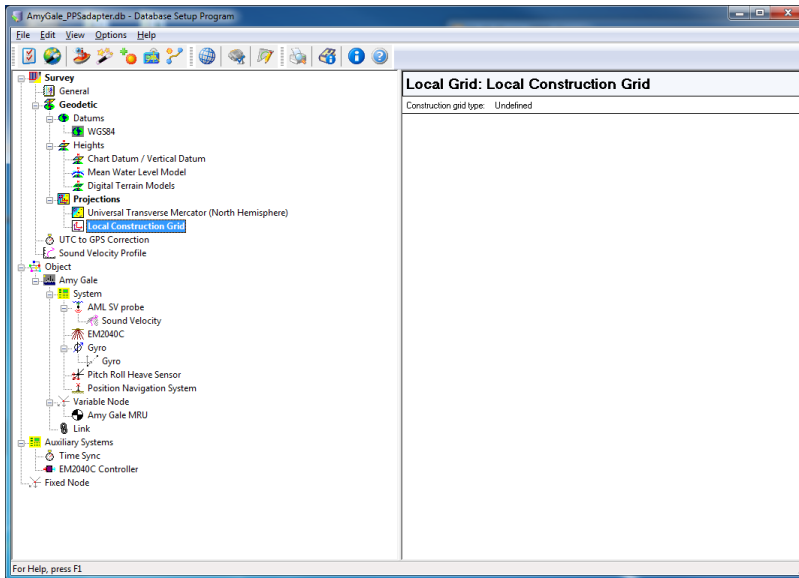 AmyGale_PPSadapter.db - Database Setup Program
File Edit View Options Help
Survey
General
Geodetic
Datums
WGS84
Heights
Chart Datum / Vertical Datum
Mean Water Level Model
Digital Terrain Models
Projections
Universal Transverse Mercator (North Hemisphere)
Local Construction Grid
UTC to GPS Correction
Sound Velocity Profile
Object
Amy Gale
System
AML SV probe
Sound Velocity
EM2040C
Gyro
Gyro
Pitch Roll Heave Sensor
Position Navigation System
Variable Node
Amy Gale MRU
Link
Auxiliary Systems
Time Sync
EM2040C Controller
Fixed Node
Local Grid: Local Construction Grid
Construction grid type: Undefined
For Help, press F1